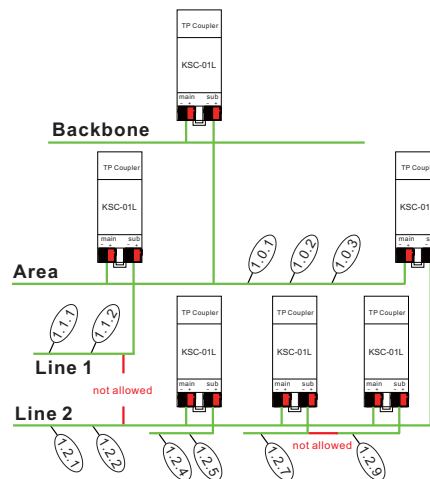 TP Coupler
KSC-01L
main sub
- + - +
Backbone
TP Coupler
KSC-01L
main sub
- + - +
TP Coupler
KSC-01L
main
- +
1.0.1
1.0.2
1.0.3
Area
1.1.1
1.1.2
Line 1
not allowed
TP Coupler
KSC-01L
main sub
- + - +
TP Coupler
KSC-01L
main sub
- + - +
TP Coupler
KSC-01L
main sub
- + - +
Line 2
not allowed
1.2.1
1.2.2
1.2.4
1.2.5
1.2.7
1.2.9